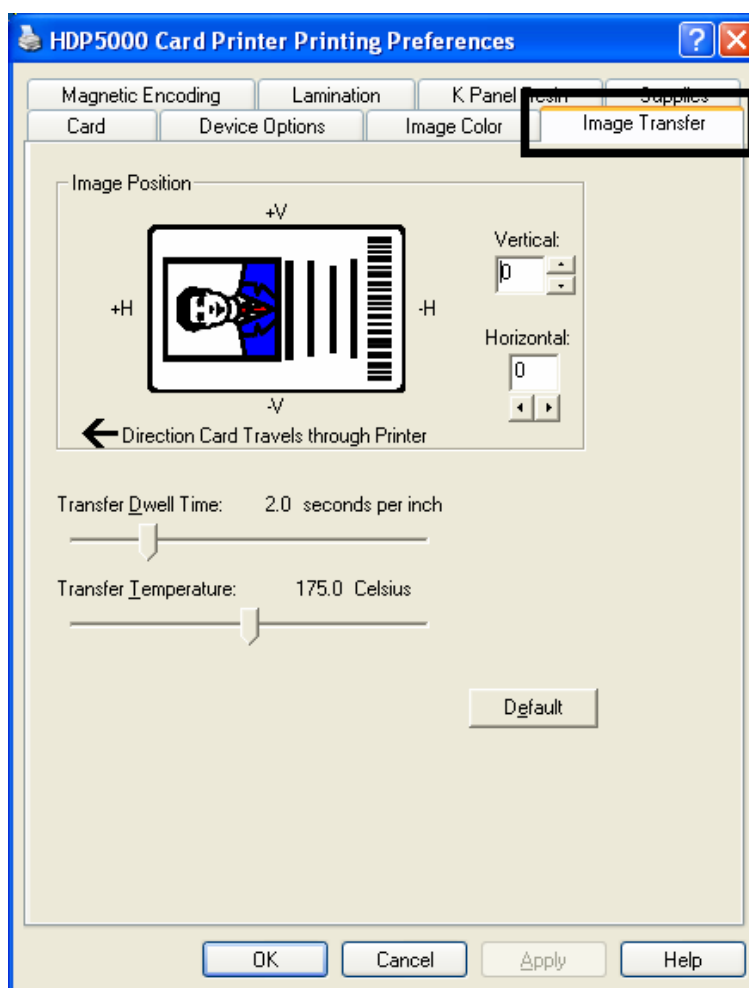 HDP5000 Card Printer Printing Preferences
Magnetic Encoding Lamination K Panel Resin Supplies
Card Device Options Image Color Image Transfer
Image Position
+V
Vertical:
0
+H
-H
Horizontal:
0
-V
Direction Card Travels through Printer
Transfer Dwell Time: 2.0 seconds per inch
Transfer Temperature: 175.0 Celsius
Default
OK Cancel Apply Help